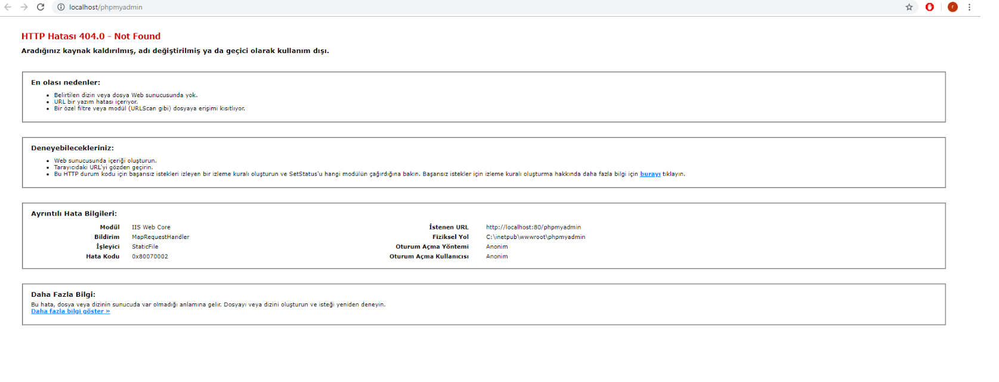 localhost/phpmyadmin
r
HTTP Hatası 404.0 - Not Found
Aradığınız kaynak kaldırılmış, adı değiştirilmiş ya da geçici olarak kullanım dışı.
En olası nedenler:
• Belirtilen dizin veya dosya Web sunucusunda yok.
• URL bir yazım hatası içeriyor.
• Bir özel filtre veya modül (URLScan gibi) dosyaya erişimi kısıtlıyor.
Deneyebilecekleriniz:
• Web sunucusunda içeriği oluşturun.
• Tarayıcıdaki URL'yi gözden geçirin.
• Bu HTTP durum kodu için başarısız istekleri izleyen bir izleme kuralı oluşturun ve SetStatus'u hangi modülün çağırdığına bakın. Başarısız istekler için izleme kuralı oluşturma hakkında daha fazla bilgi için burayı tıklayın.
Ayrıntılı Hata Bilgileri:
Modül IIS Web Core
Bildirim MapRequestHandler
İşleyici StaticFile
Hata Kodu 0x80070002
İstenen URL http://localhost:80/phpmyadmin
Fiziksel Yol C:\inetpub\wwwroot\phpmyadmin
Oturum Açma Yöntemi Anonim
Oturum Açma Kullanıcısı Anonim
Daha Fazla Bilgi:
Bu hata, dosya veya dizinin sunucuda var olmadığı anlamına gelir. Dosyayı veya dizini oluşturun ve isteği yeniden deneyin.
Daha fazla bilgi göster »